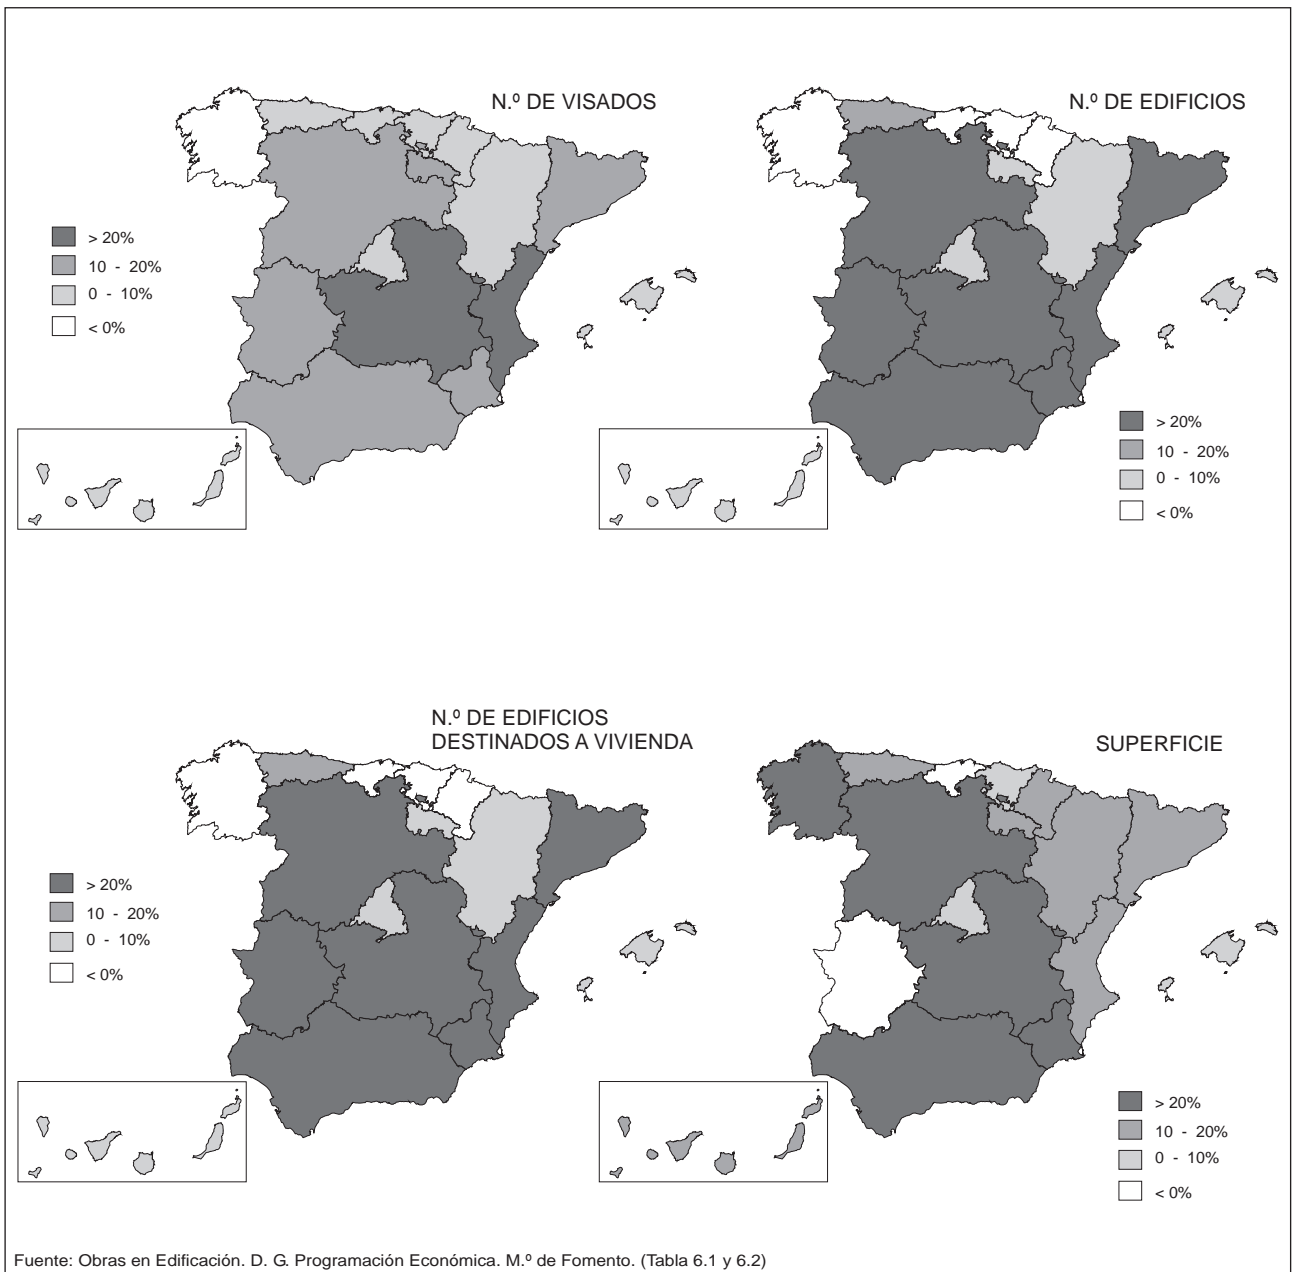 N.º DE VISADOS
> 20%
10 - 20%
0 - 10%
< 0%
N.º DE EDIFICIOS
> 20%
10 - 20%
0 - 10%
< 0%
N.º DE EDIFICIOS
DESTINADOS A VIVIENDA
> 20%
10 - 20%
0 - 10%
< 0%
SUPERFICIE
> 20%
10 - 20%
0 - 10%
< 0%
Fuente: Obras en Edificación. D. G. Programación Económica. M.º de Fomento. (Tabla 6.1 y 6.2)